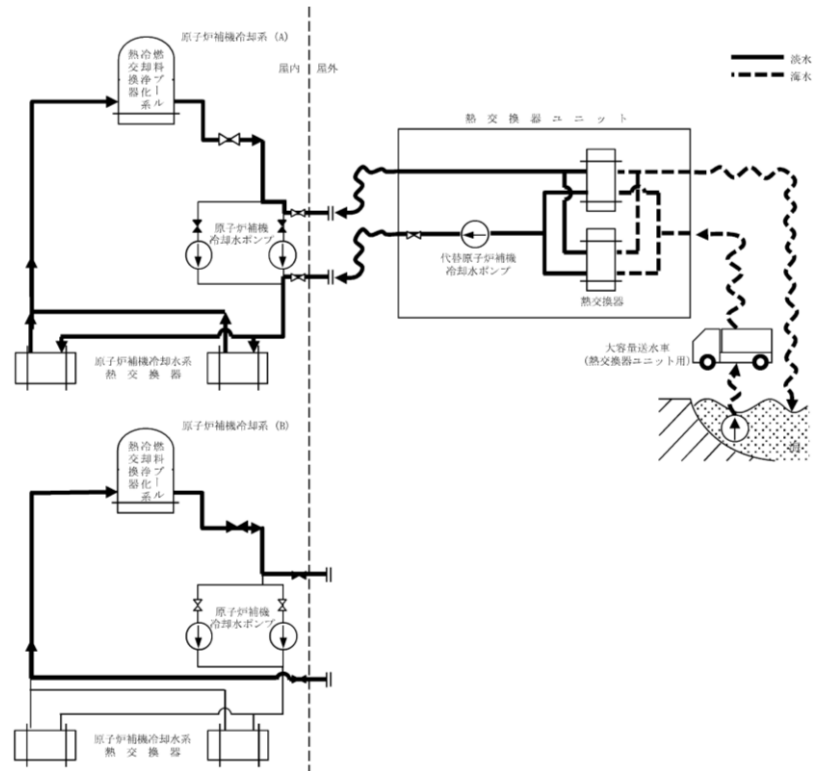 原子炉補機冷却系(A)
屋内
屋外
燃料プール
冷却浄化系
熱交換器
淡水
海水
熱交換器ユニット
原子炉補機
冷却水ポンプ
代替原子炉補機
冷却水ポンプ
熱交換器
大容量送水車
(熱交換器ユニット用)
海
原子炉補機冷却水系
熱交換器
原子炉補機冷却系(B)
燃料プール
冷却浄化系
熱交換器
原子炉補機
冷却水ポンプ
原子炉補機冷却水系
熱交換器